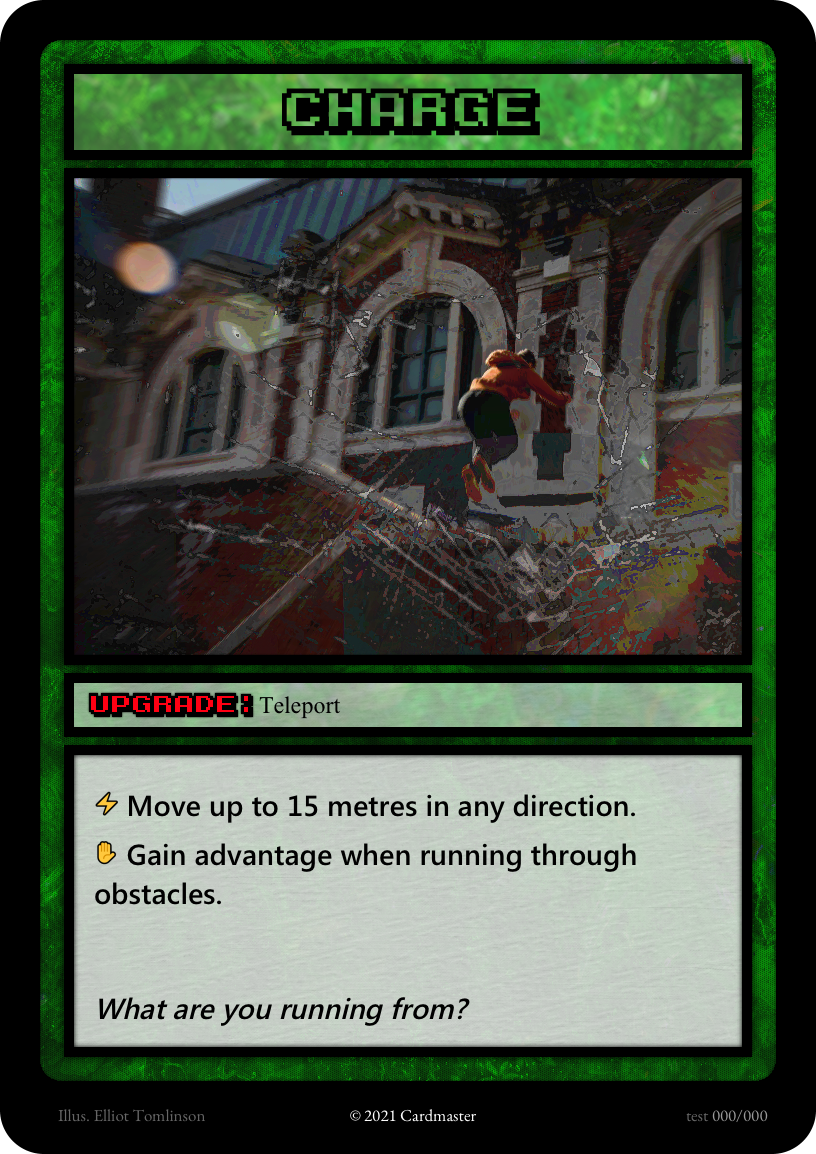 CHARGE
UPGRADE: Teleport
⚡ Move up to 15 metres in any direction.
✋ Gain advantage when running through
obstacles.
What are you running from?
Illus. Elliot Tomlinson
© 2021 Cardmaster
test 000/000